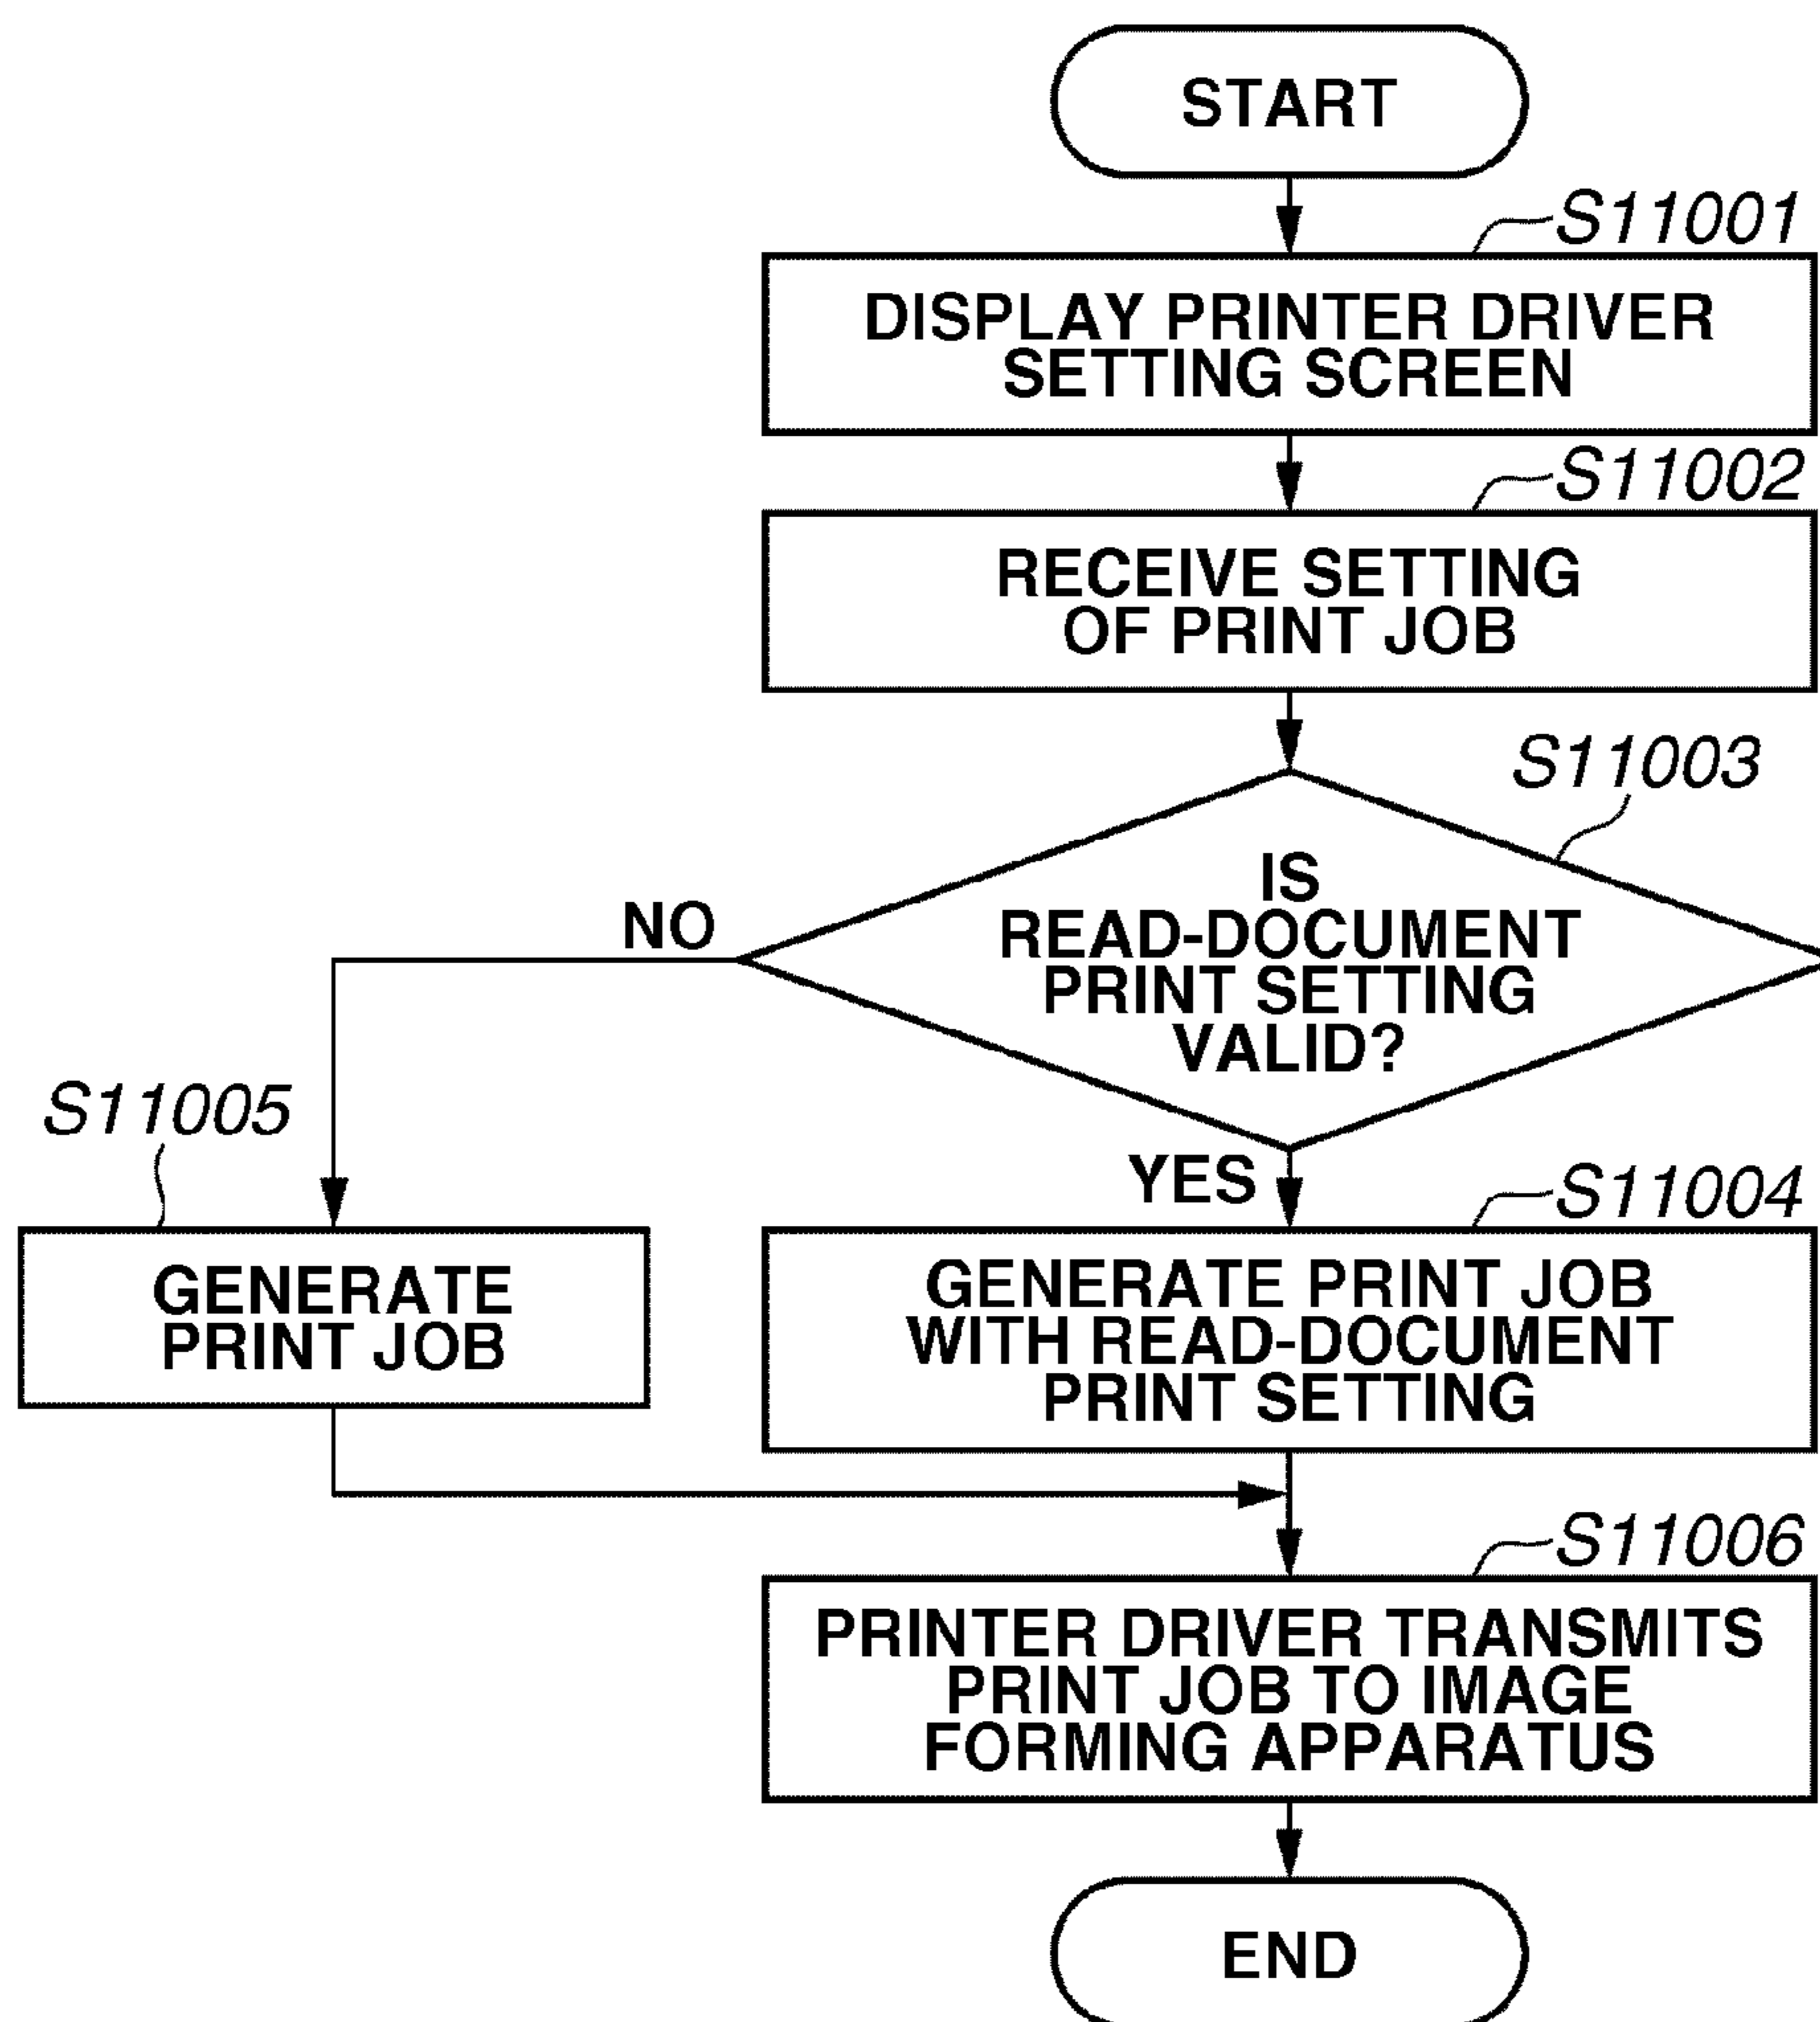 START
S11001
DISPLAY PRINTER DRIVER
SETTING SCREEN
S11002
RECEIVE SETTING
OF PRINT JOB
S11003
IS
READ-DOCUMENT
PRINT SETTING
VALID?
NO
YES
S11005
GENERATE
PRINT JOB
S11004
GENERATE PRINT JOB
WITH READ-DOCUMENT
PRINT SETTING
S11006
PRINTER DRIVER TRANSMITS
PRINT JOB TO IMAGE
FORMING APPARATUS
END